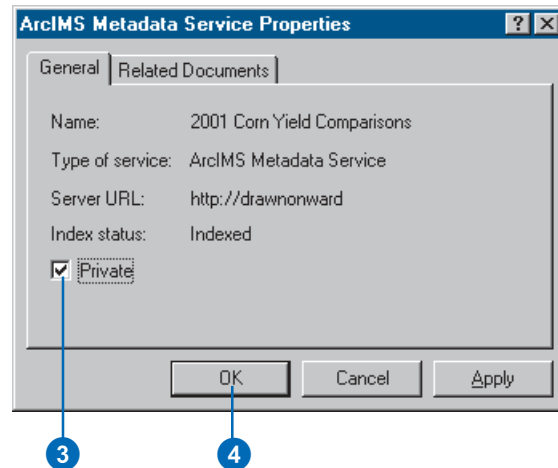 ArcIMS Metadata Service Properties
General
Related Documents
Name: 2001 Corn Yield Comparisons
Type of service: ArcIMS Metadata Service
Server URL: http://drawnonward
Index status: Indexed
Private
OK
Cancel
Apply
3
4